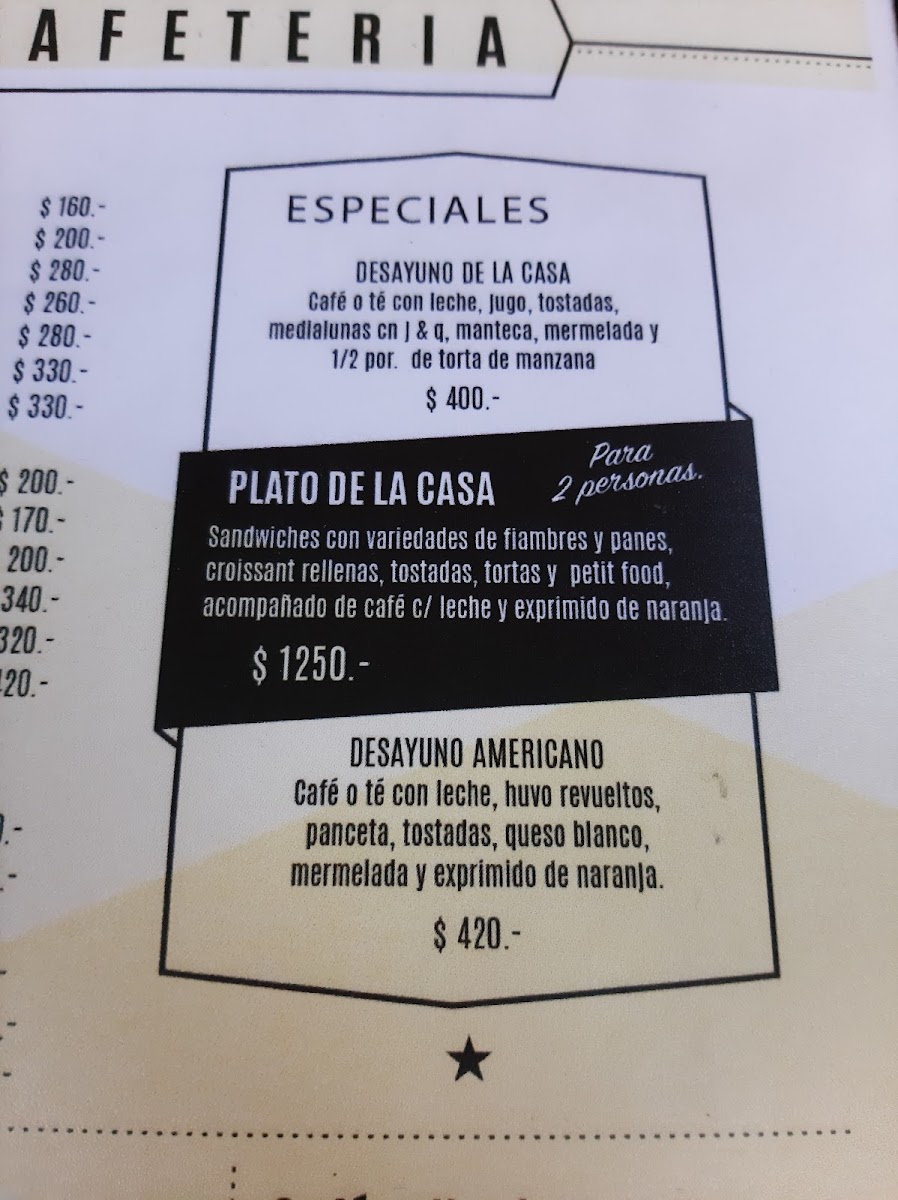 AFETERIA
$ 160.-
$ 200.-
$ 280.-
$ 260.-
$ 280.-
$ 330.-
$ 330.-
$ 200.-
$ 170.-
200.-
340.-
320.-
20.-
ESPECIALES
DESAYUNO DE LA CASA
Café o té con leche, jugo, tostadas,
medialunas cn J & q, manteca, mermelada y
1/2 por. de torta de manzana
$ 400.-
PLATO DE LA CASA
Para
2 personas.
Sandwiches con variedades de fiambres y panes,
croissant rellenas, tostadas, tortas y petit food,
acompañado de café c/ leche y exprimido de naranja.
$ 1250.-
DESAYUNO AMERICANO
Café o té con leche, huvo revueltos,
panceta, tostadas, queso blanco,
mermelada y exprimido de naranja.
$ 420.-